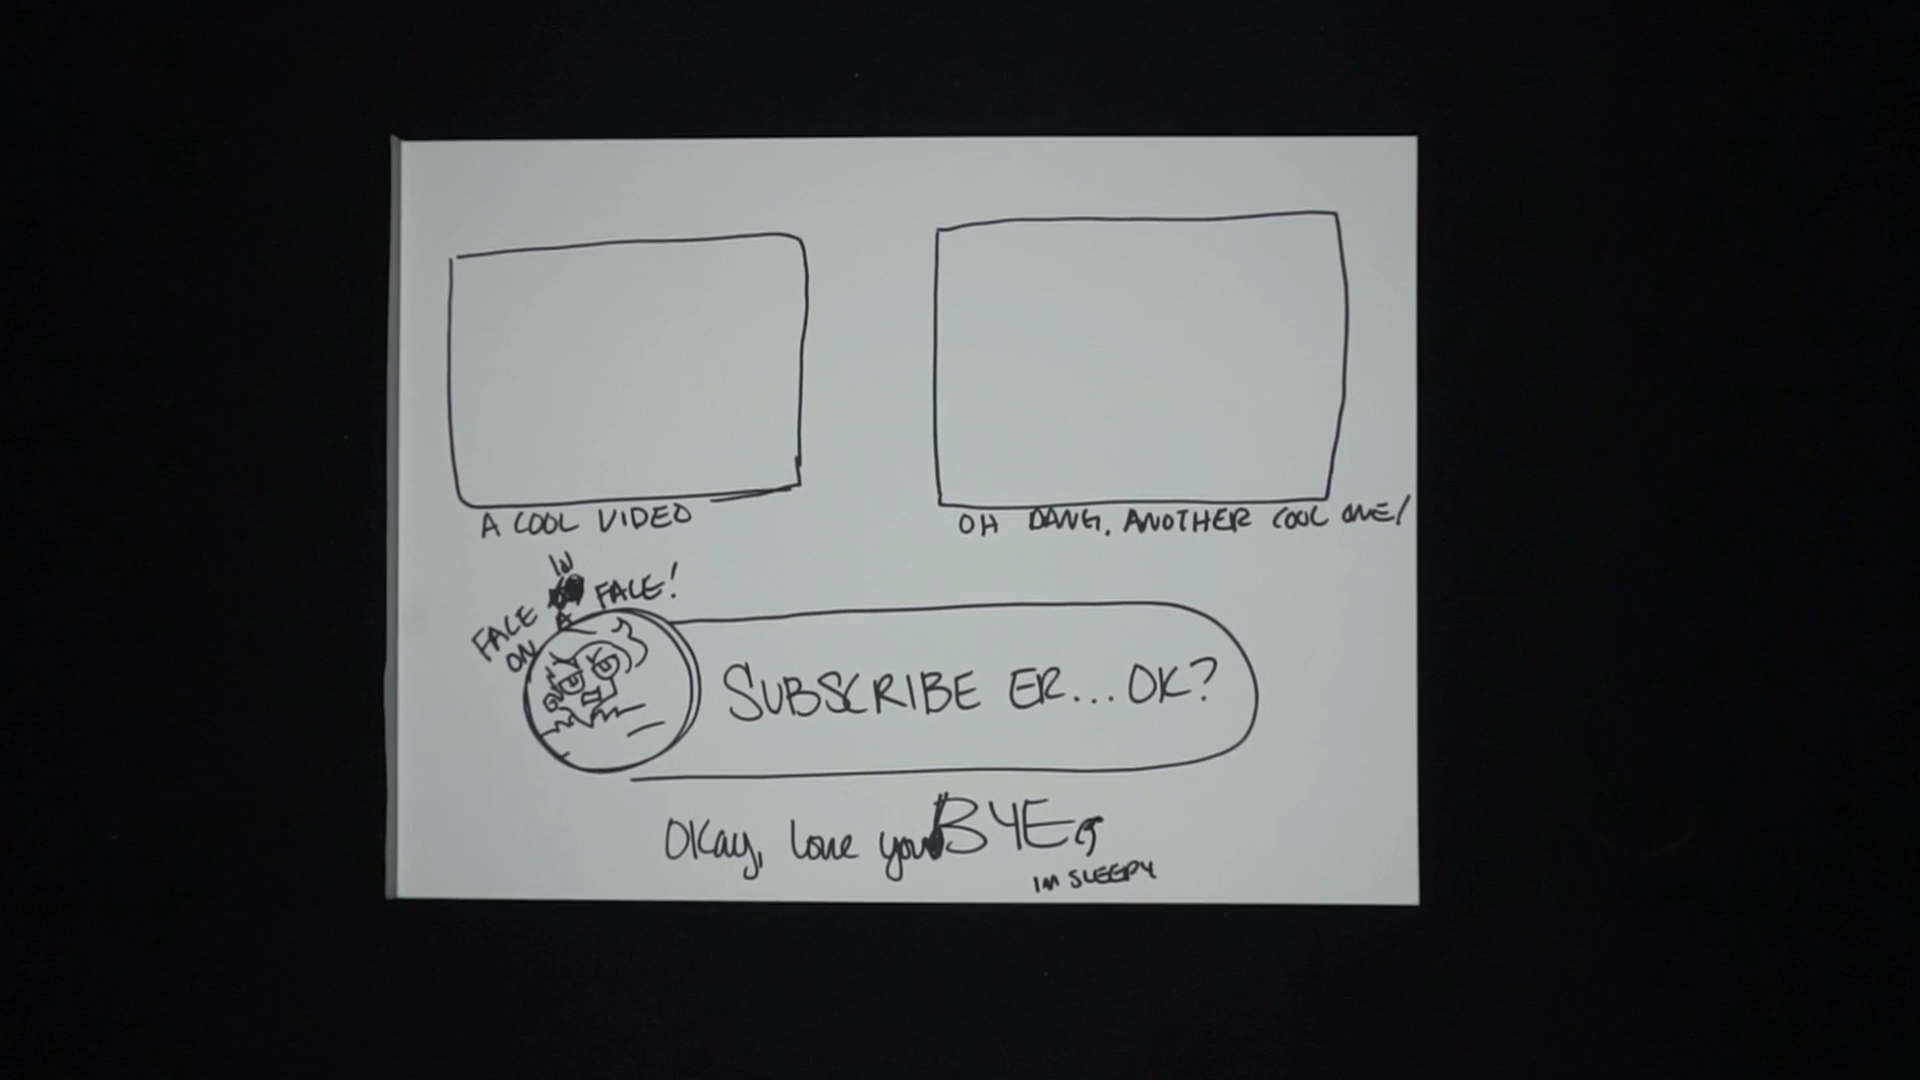 A COOL VIDEO
OH DANG, ANOTHER COOL ONE!
IN
FACE ON A FACE!
SUBSCRIBE ER...OK?
Okay, love you BYE
IM SLEEPY